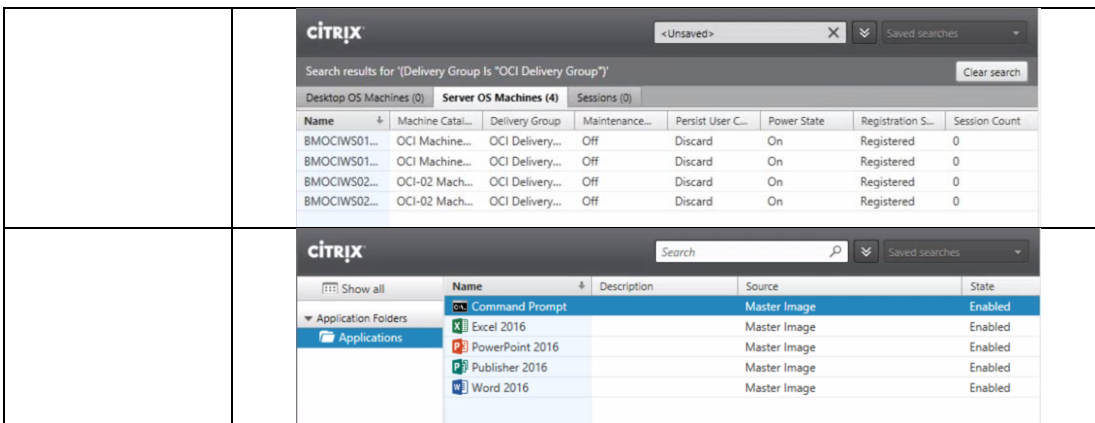 CİTRIX
<Unsaved>
Saved searches
Search results for '(Delivery Group Is "OCI Delivery Group")'
Clear search
Desktop OS Machines (0) Server OS Machines (4) Sessions (0)
Name Machine Catal... Delivery Group Maintenance... Persist User C... Power State Registration S... Session Count
BMOCIWS01... OCI Machine... OCI Delivery... Off Discard On Registered 0
BMOCIWS01... OCI Machine... OCI Delivery... Off Discard On Registered 0
BMOCIWS02... OCI-02 Mach... OCI Delivery... Off Discard On Registered 0
BMOCIWS02... OCI-02 Mach... OCI Delivery... Off Discard On Registered 0
CİTRIX
Search
Saved searches
Show all
Application Folders
Applications
Name Description Source State
Command Prompt Master Image Enabled
Excel 2016 Master Image Enabled
PowerPoint 2016 Master Image Enabled
Publisher 2016 Master Image Enabled
Word 2016 Master Image Enabled